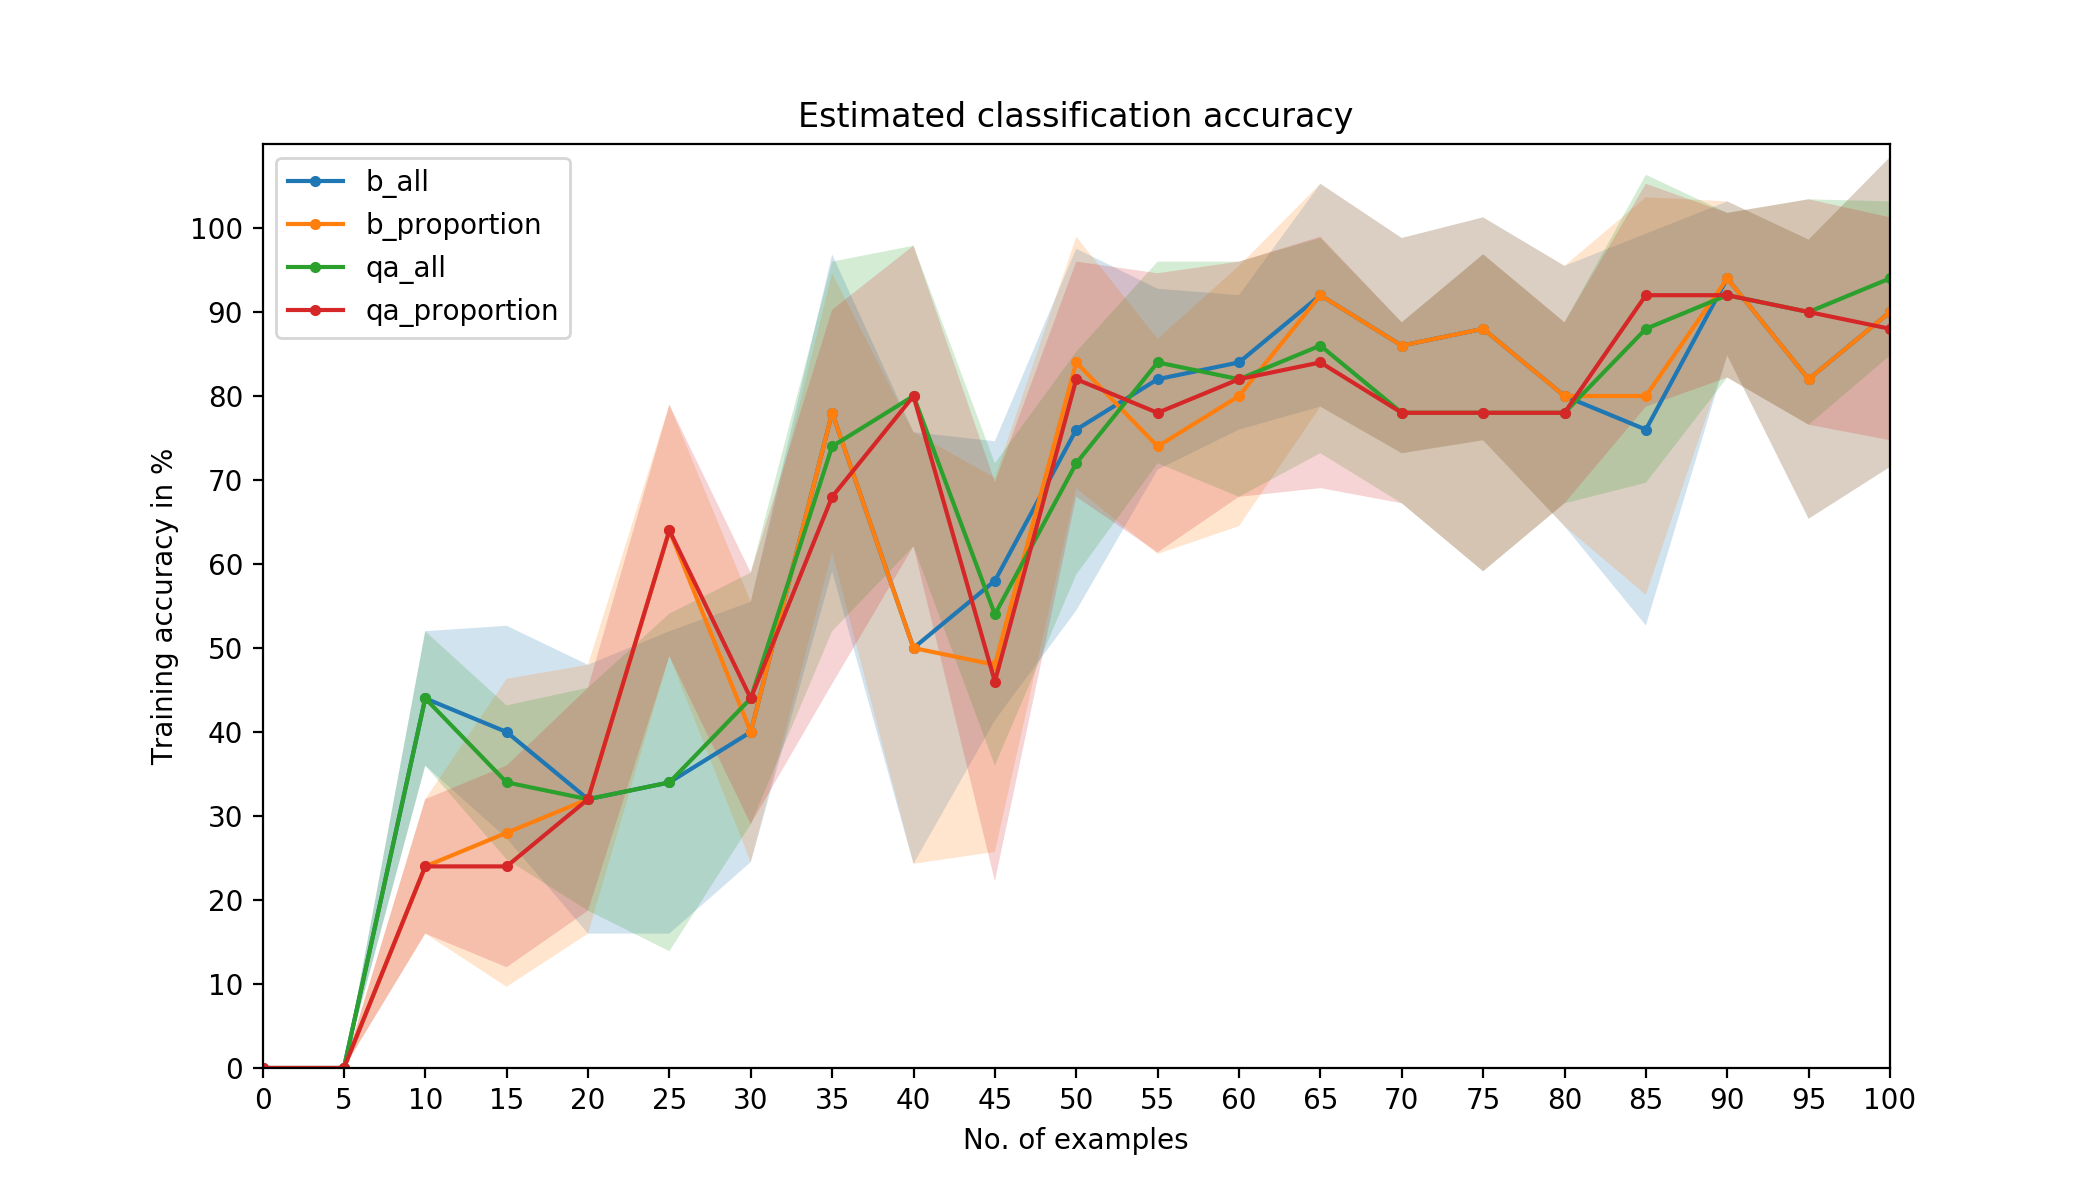 Estimated classification accuracy
b_all
b_proportion
qa_all
qa_proportion
100
90
80
70
60
50
40
30
20
10
0
Training accuracy in %
0 5 10 15 20 25 30 35 40 45 50 55 60 65 70 75 80 85 90 95 100
No. of examples